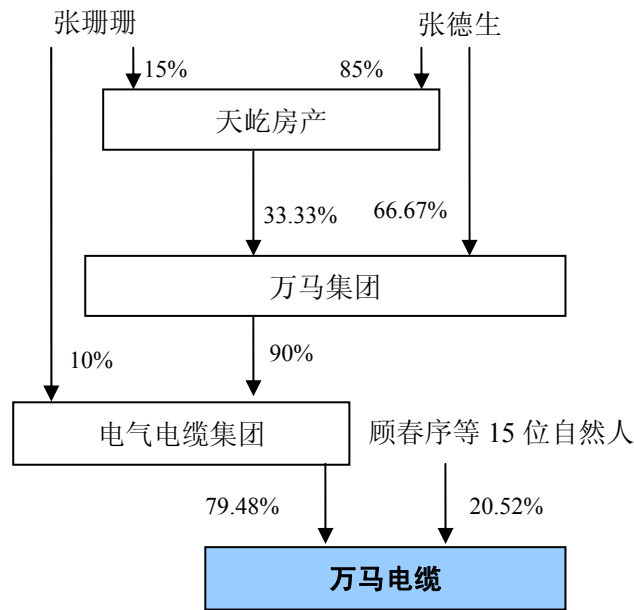 张珊珊
张德生
15%
85%
天屹房产
33.33%
66.67%
万马集团
10%
90%
电气电缆集团
顾春序等 15 位自然人
79.48%
20.52%
万马电缆